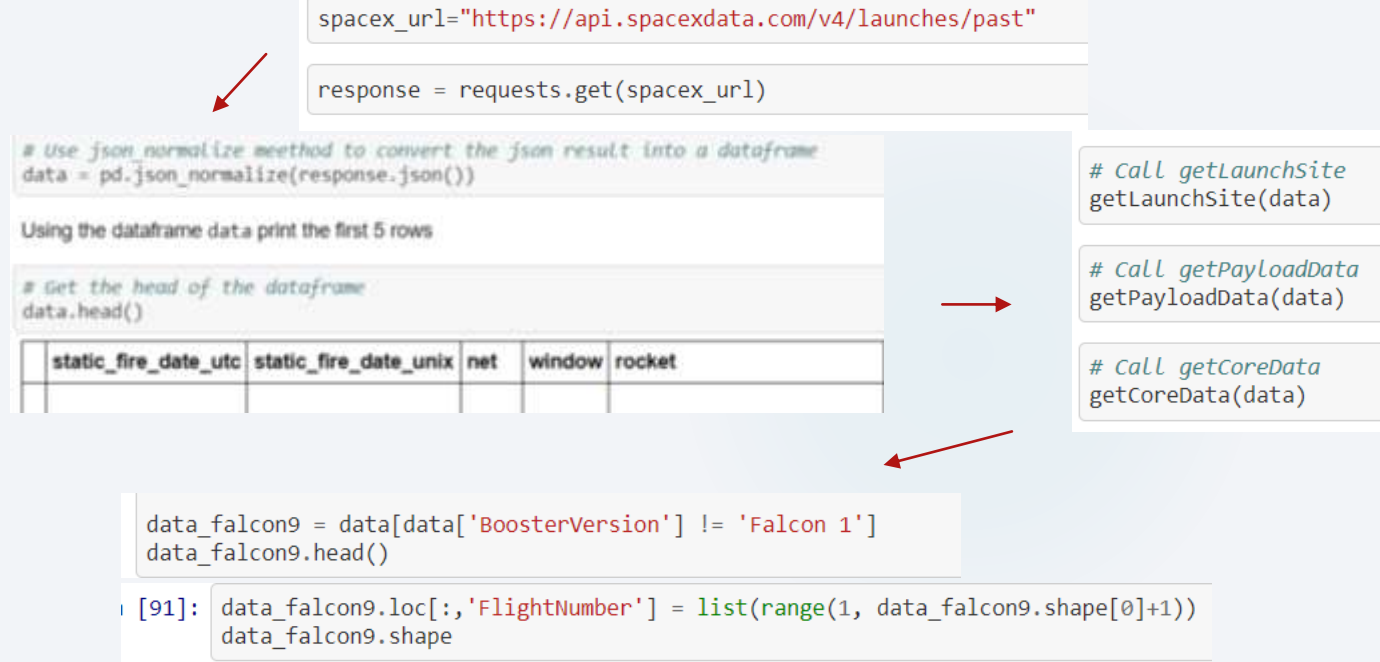 spacex_url="https://api.spacexdata.com/v4/launches/past"
response = requests.get(spacex_url)
# Use json_normalize meethod to convert the json result into a dataframe
data = pd.json_normalize(response.json())
Using the dataframe data print the first 5 rows
# Get the head of the dataframe
data.head()
static_fire_date_utc static_fire_date_unix net window rocket
# Call getLaunchSite
getLaunchSite(data)
# Call getPayloadData
getPayloadData(data)
# Call getCoreData
getCoreData(data)
data_falcon9 = data[data['BoosterVersion'] != 'Falcon 1']
data_falcon9.head()
[91]: data_falcon9.loc[:,'FlightNumber'] = list(range(1, data_falcon9.shape[0]+1))
data_falcon9.shape